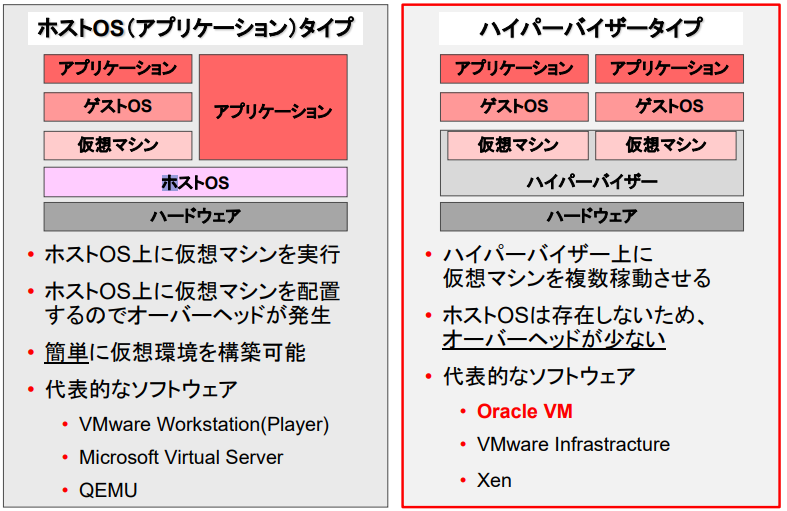 ホストOS(アプリケーション)タイプ
アプリケーション
アプリケーション
ゲストOS
仮想マシン
ホストOS
ハードウェア
• ホストOS上に仮想マシンを実行
• ホストOS上に仮想マシンを配置
するのでオーバーヘッドが発生
• 簡単に仮想環境を構築可能
• 代表的なソフトウェア
• VMware Workstation(Player)
• Microsoft Virtual Server
• QEMU
ハイパーバイザータイプ
アプリケーション アプリケーション
ゲストOS ゲストOS
仮想マシン 仮想マシン
ハイパーバイザー
ハードウェア
• ハイパーバイザー上に
仮想マシンを複数稼動させる
• ホストOSは存在しないため、
オーバーヘッドが少ない
• 代表的なソフトウェア
• Oracle VM
• VMware Infrastracture
• Xen